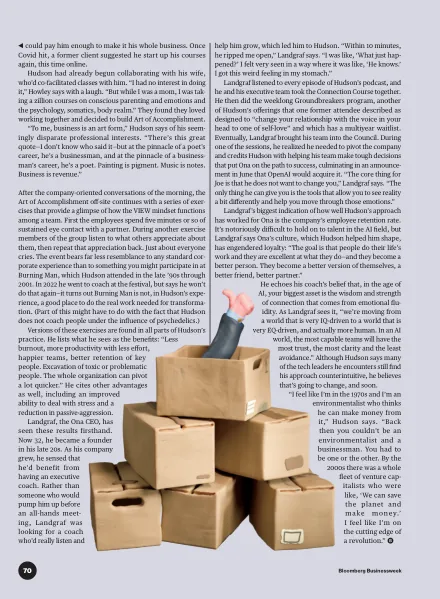 ◀ could pay him enough to make it his whole business. Once
Covid hit, a former client suggested he start up his courses
again, this time online.
Hudson had already begun collaborating with his wife,
who'd co-facilitated classes with him. “I had no interest in doing
it,” Howley says with a laugh. “But while I was a mom, I was tak-
ing a zillion courses on conscious parenting and emotions and
the psychology, somatics, body realm.” They found they loved
working together and decided to build Art of Accomplishment.
“To me, business is an art form,” Hudson says of his seem-
ingly disparate professional interests. “There's this great
quote–I don't know who said it–but at the pinnacle of a poet's
career, he's a businessman, and at the pinnacle of a business-
man's career, he's a poet. Painting is pigment. Music is notes.
Business is revenue.”
After the company-oriented conversations of the morning, the
Art of Accomplishment off-site continues with a series of exer-
cises that provide a glimpse of how the VIEW mindset functions
among a team. First the employees spend five minutes or so of
sustained eye contact with a partner. During another exercise
members of the group listen to what others appreciate about
them, then repeat that appreciation back. Just about everyone
cries. The event bears far less resemblance to any standard cor-
porate experience than to something you might participate in at
Burning Man, which Hudson attended in the late '90s through
2001. In 2022 he went to coach at the festival, but says he won't
do that again–it turns out Burning Man is not, in Hudson's expe-
rience, a good place to do the real work needed for transforma-
tion. (Part of this might have to do with the fact that Hudson
does not coach people under the influence of psychedelics.)
Versions of these exercises are found in all parts of Hudson's
practice. He lists what he sees as the benefits: “Less
burnout, more productivity with less effort,
happier teams, better retention of key
people. Excavation of toxic or problematic
people. The whole organization can pivot
a lot quicker.” He cites other advantages
as well, including an improved
ability to deal with stress and a
reduction in passive-aggression.
Landgraf, the Ona CEO, has
seen these results firsthand.
Now 32, he became a founder
in his late 20s. As his company
grew, he sensed that
he'd benefit from
having an executive
coach. Rather than
someone who would
pump him up before
an all-hands meet-
ing, Landgraf was
looking for a coach
who'd really listen and
help him grow, which led him to Hudson. “Within 10 minutes,
he ripped me open,” Landgraf says. “I was like, ‘What just hap-
pened?’ I felt very seen in a way where it was like, ‘He knows.’
I got this weird feeling in my stomach.”
Landgraf listened to every episode of Hudson's podcast, and
he and his executive team took the Connection Course together.
He then did the weeklong Groundbreakers program, another
of Hudson's offerings that one former attendee described as
designed to “change your relationship with the voice in your
head to one of self-love” and which has a multiyear waitlist.
Eventually, Landgraf brought his team into the Council. During
one of the sessions, he realized he needed to pivot the company
and credits Hudson with helping his team make tough decisions
that put Ona on the path to success, culminating in an announce-
ment in June that OpenAI would acquire it. “The core thing for
Joe is that he does not want to change you,” Landgraf says. “The
only thing he can give you is the tools that allow you to see reality
a bit differently and help you move through those emotions.”
Landgraf's biggest indication of how well Hudson's approach
has worked for Ona is the company's employee retention rate.
It's notoriously difficult to hold on to talent in the AI field, but
Landgraf says Ona's culture, which Hudson helped him shape,
has engendered loyalty. “The goal is that people do their life's
work and they are excellent at what they do–and they become a
better person. They become a better version of themselves, a
better friend, better partner.”
He echoes his coach's belief that, in the age of
AI, your biggest asset is the wisdom and strength
of connection that comes from emotional flu-
idity. As Landgraf sees it, “we're moving from
a world that is very IQ-driven to a world that is
very EQ-driven, and actually more human. In an AI
world, the most capable teams will have the
most trust, the most clarity and the least
avoidance.” Although Hudson says many
of the tech leaders he encounters still find
his approach counterintuitive, he believes
that's going to change, and soon.
“I feel like I'm in the 1970s and I'm an
environmentalist who thinks
he can make money from
it,” Hudson says. “Back
then you couldn't be an
environmentalist and a
businessman. You had to
be one or the other. By the
2000s there was a whole
fleet of venture cap-
italists who were
like, ‘We can save
the planet and
make money.’
I feel like I'm on
the cutting edge of
a revolution.” B
70
Bloomberg Businessweek